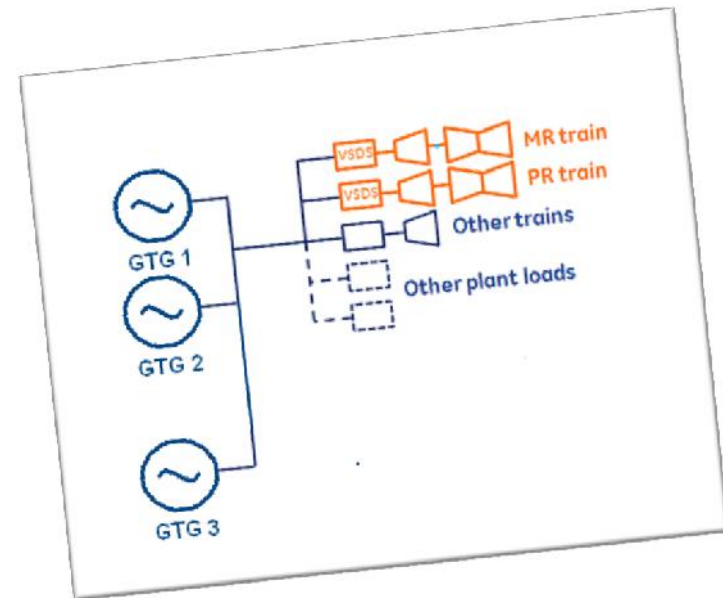 VSDS
MR train
VSDS
PR train
Other trains
Other plant loads
GTG 1
GTG 2
GTG 3